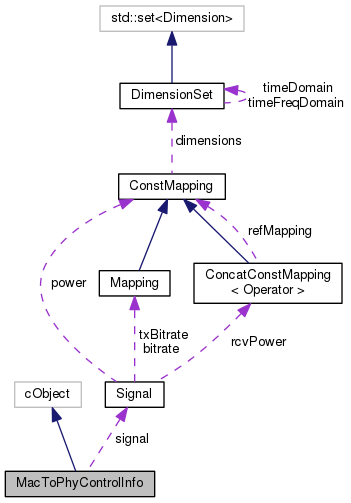 std::set<Dimension>
timeDomain
timeFreqDomain
DimensionSet
dimensions
ConstMapping
refMapping
power
Mapping
ConcatConstMapping
< Operator >
txBitrate
bitrate
rcvPower
cObject
Signal
signal
MacToPhyControlInfo